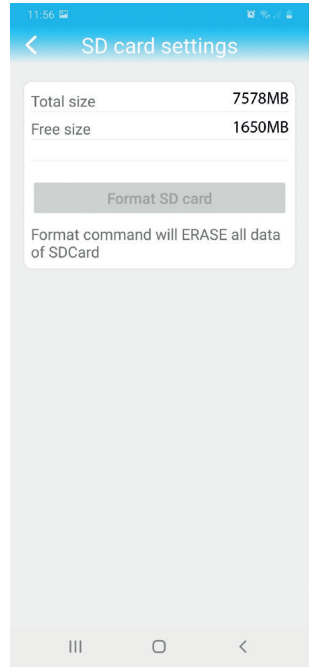 11:56
SD card settings
Total size 7578MB
Free size 1650MB
Format SD card
Format command will ERASE all data
of SDCard